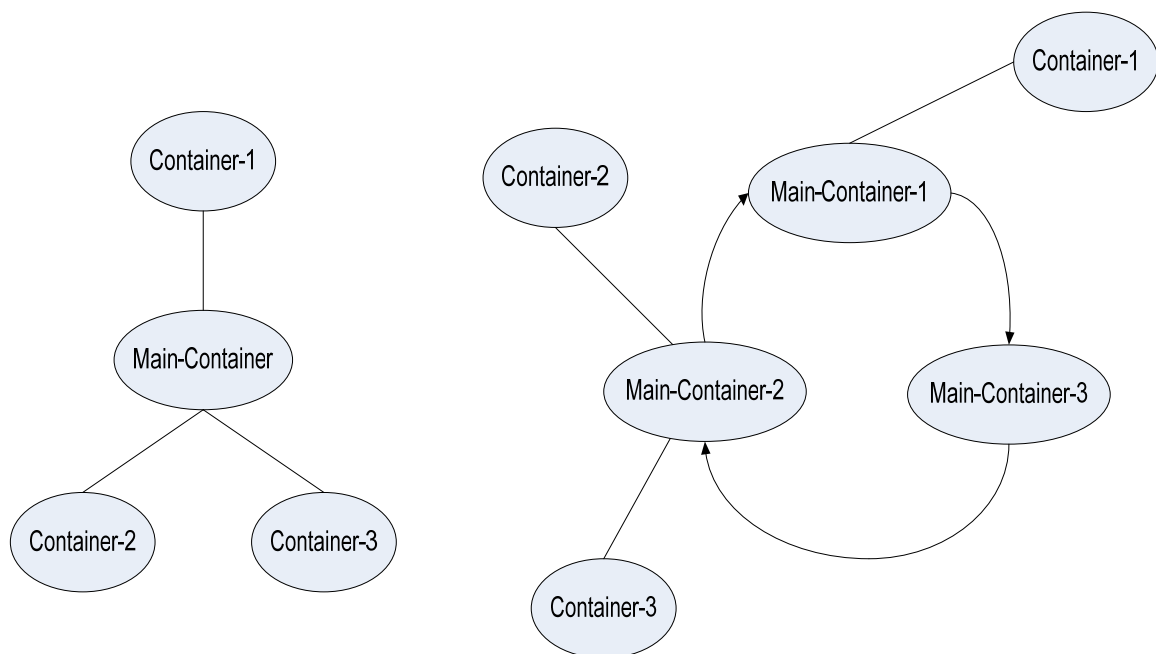 Container-1
Main-Container
Container-2
Container-3
Container-1
Container-2
Main-Container-1
Main-Container-2
Main-Container-3
Container-3